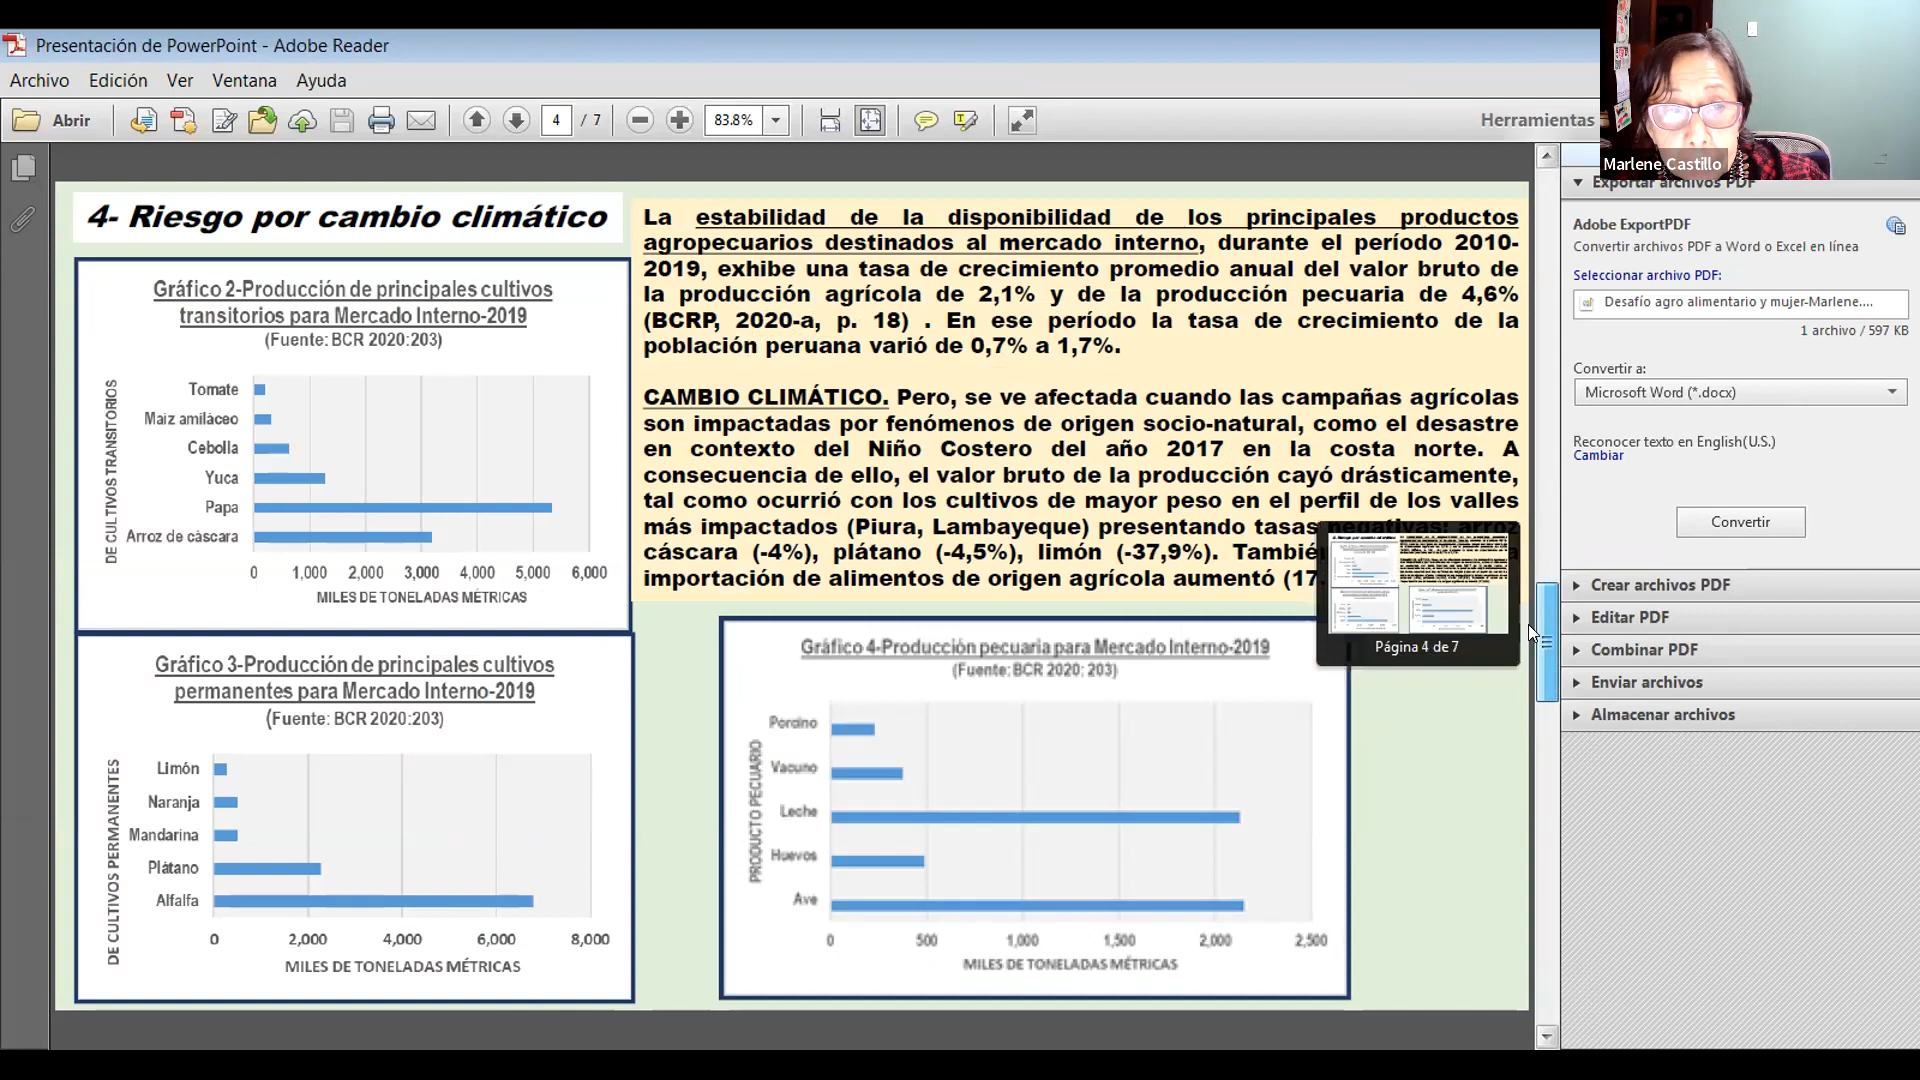 Presentación de PowerPoint - Adobe Reader
Archivo Edición Ver Ventana Ayuda
Abrir 4 / 7 83.8% Herramientas
Marlene Castillo
4- Riesgo por cambio climático
Gráfico 2-Producción de principales cultivos
transitorios para Mercado Interno-2019
(Fuente: BCR 2020:203)
DE CULTIVOS TRANSITORIOS
Tomate
Maiz amiláceo
Cebolla
Yuca
Papa
Arroz de cáscara
0 1,000 2,000 3,000 4,000 5,000 6,000
MILES DE TONELADAS MÉTRICAS
La estabilidad de la disponibilidad de los principales productos
agropecuarios destinados al mercado interno, durante el período 2010-
2019, exhibe una tasa de crecimiento promedio anual del valor bruto de
la producción agrícola de 2,1% y de la producción pecuaria de 4,6%
(BCRP, 2020-a, p. 18) . En ese período la tasa de crecimiento de la
población peruana varió de 0,7% a 1,7%.
CAMBIO CLIMÁTICO. Pero, se ve afectada cuando las campañas agrícolas
son impactadas por fenómenos de origen socio-natural, como el desastre
en contexto del Niño Costero del año 2017 en la costa norte. A
consecuencia de ello, el valor bruto de la producción cayó drásticamente,
tal como ocurrió con los cultivos de mayor peso en el perfil de los valles
más impactados (Piura, Lambayeque) presentando tasas negativas: arroz
cáscara (-4%), plátano (-4,5%), limón (-37,9%).
importación de alimentos de origen agrícola aumentó (17.
Página 4 de 7
Gráfico 3-Producción de principales cultivos
permanentes para Mercado Interno-2019
(Fuente: BCR 2020:203)
DE CULTIVOS PERMANENTES
Limón
Naranja
Mandarina
Plátano
Alfalfa
0 2,000 4,000 6,000 8,000
MILES DE TONELADAS MÉTRICAS
Gráfico 4-Producción pecuaria para Mercado Interno-2019
(Fuente: BCR 2020: 203)
PRODUCTO PECUARIO
Porcino
Vacuno
Leche
Huevos
Ave
0 500 1,000 1,500 2,000 2,500
MILES DE TONELADAS MÉTRICAS
Exportar archivos PDF
Adobe ExportPDF
Convertir archivos PDF a Word o Excel en línea
Seleccionar archivo PDF:
Desafío agro alimentario y mujer-Marlene....
1 archivo / 597 KB
Convertir a:
Microsoft Word (*.docx)
Reconocer texto en English(U.S.)
Cambiar
Convertir
Crear archivos PDF
Editar PDF
Combinar PDF
Enviar archivos
Almacenar archivos